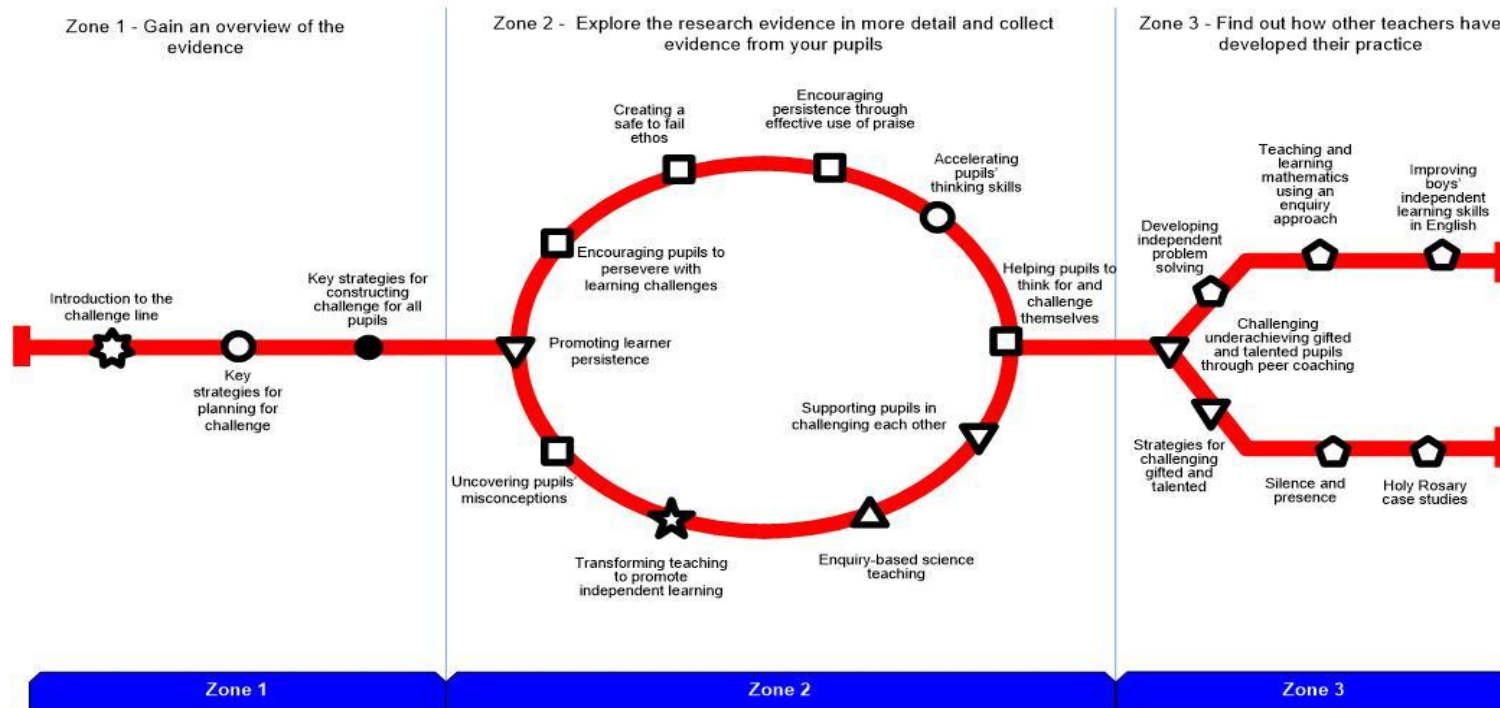 Zone 1 - Gain an overview of the
evidence
Zone 2 -  Explore the research evidence in more detail and collect
evidence from your pupils
Zone 3 - Find out how other teachers have
developed their practice
Introduction to the
challenge line
Key
strategies for
planning for
challenge
Key strategies for
constructing
challenge for all
pupils
Promoting learner
persistence
Encouraging pupils to
persevere with
learning challenges
Creating a
safe to fail
ethos
Encouraging
persistence through
effective use of praise
Accelerating
pupils'
thinking skills
Helping pupils to
think for and
challenge
themselves
Supporting pupils in
challenging each other
Enquiry-based science
teaching
Transforming teaching
to promote
independent learning
Uncovering pupils'
misconceptions
Developing
independent
problem
solving
Teaching and
learning
mathematics
using an
enquiry
approach
Improving
boys'
independent
learning skills
in English
Challenging
underachieving gifted
and talented pupils
through peer coaching
Strategies for
challenging
gifted and
talented
Silence and
presence
Holy Rosary
case studies
Zone 1
Zone 2
Zone 3